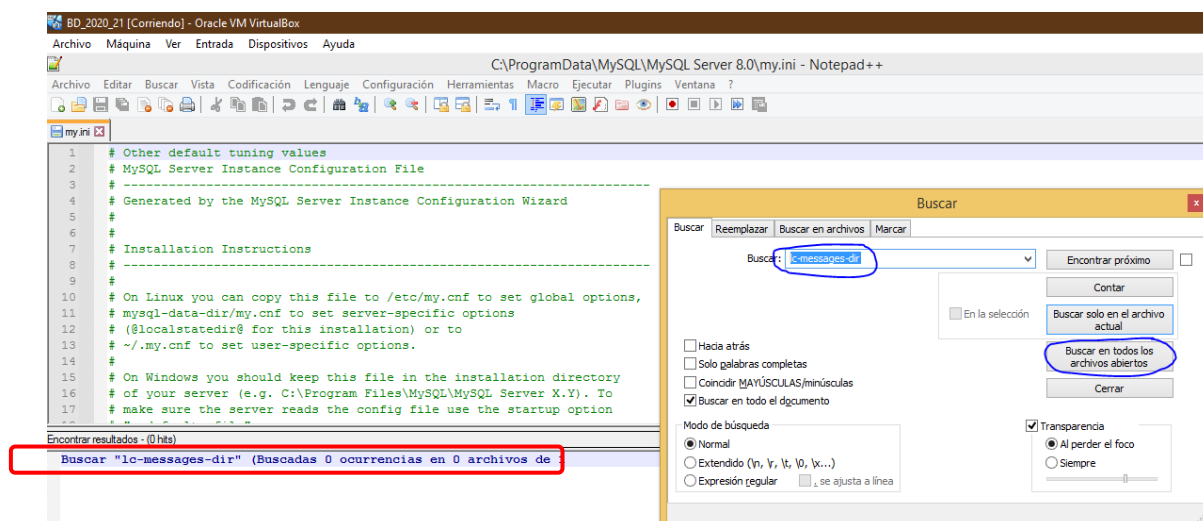 BD_2020_21 [Corriendo] - Oracle VM VirtualBox
Archivo Máquina Ver Entrada Dispositivos Ayuda
C:\ProgramData\MySQL\MySQL Server 8.0\my.ini - Notepad++
Archivo Editar Buscar Vista Codificación Lenguaje Configuración Herramientas Macro Ejecutar Plugins Ventana ?
my.ini
1 # Other default tuning values
2 # MySQL Server Instance Configuration File
3 # ----------------------------------------------------------------------
4 # Generated by the MySQL Server Instance Configuration Wizard
5 #
6 #
7 # Installation Instructions
8 # ----------------------------------------------------------------------
9 #
10 # On Linux you can copy this file to /etc/my.cnf to set global options,
11 # mysql-data-dir/my.cnf to set server-specific options
12 # (@localstatedir@ for this installation) or to
13 # ~/.my.cnf to set user-specific options.
14 #
15 # On Windows you should keep this file in the installation directory
16 # of your server (e.g. C:\Program Files\MySQL\MySQL Server X.Y). To
17 # make sure the server reads the config file use the startup option
Encontrar resultados - (0 hits)
Buscar "lc-messages-dir" (Buscadas 0 ocurrencias en 0 archivos de
Buscar
Buscar Reemplazar Buscar en archivos Marcar
Buscar: lc-messages-dir
Encontrar próximo
Contar
En la selección
Buscar solo en el archivo
actual
Buscar en todos los
archivos abiertos
Cerrar
Hacia atrás
Solo palabras completas
Coincidir MAYÚSCULAS/minúsculas
Buscar en todo el documento
Modo de búsqueda
Normal
Extendido (\n, \r, \t, \0, \x...)
Expresión regular
. se ajusta a línea
Transparencia
Al perder el foco
Siempre